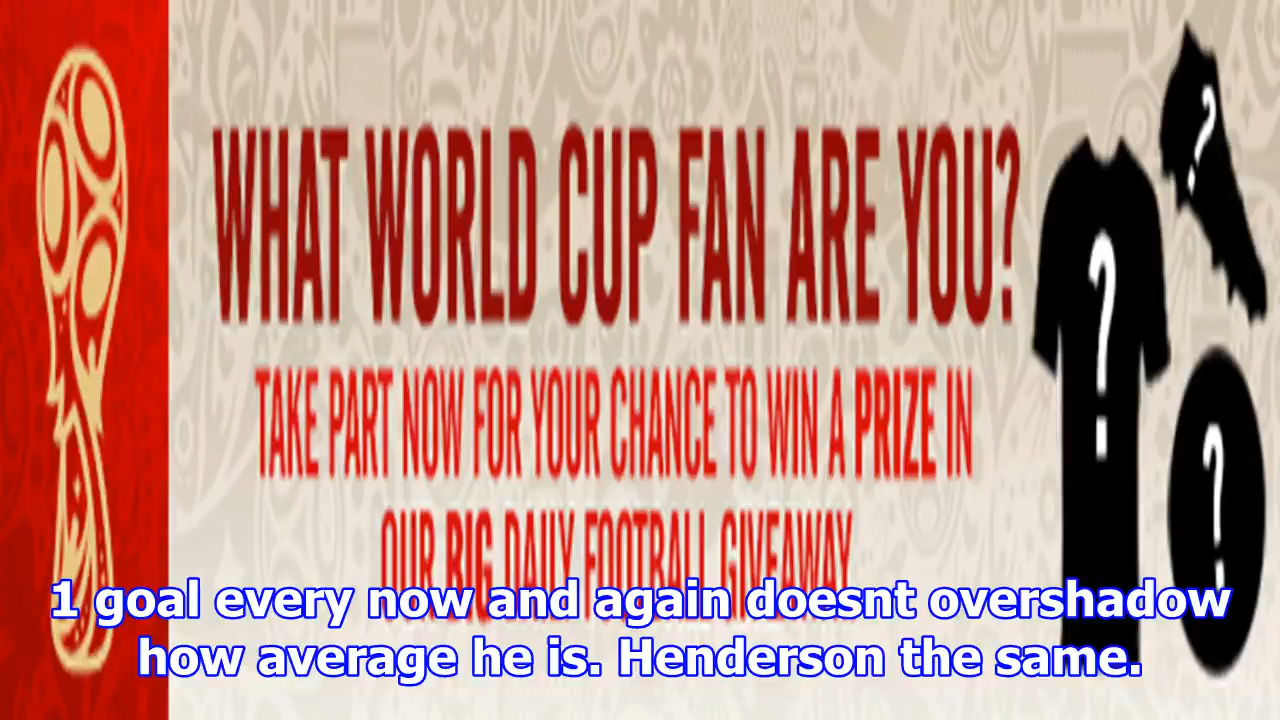 WHAT WORLD CUP FAN ARE YOU?
TAKE PART NOW FOR YOUR CHANCE TO WIN A PRIZE IN
OUR BIG DAILY FOOTBALL GIVEAWAY
? ? ?
1 goal every now and again doesnt overshadow
how average he is. Henderson the same.